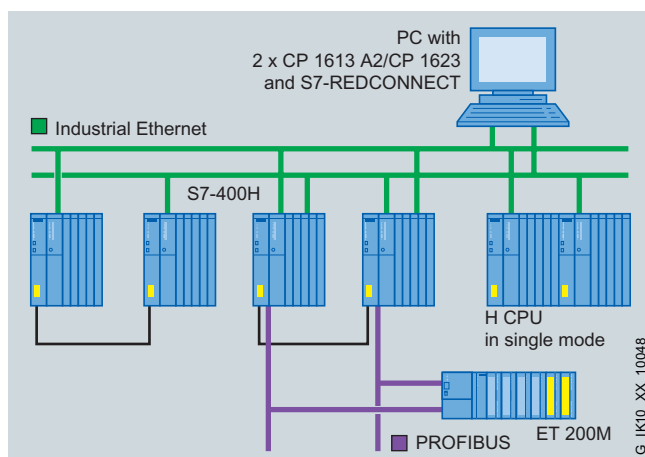 PC with
2 x CP 1613 A2/CP 1623
and S7-REDCONNECT
Industrial Ethernet
S7-400H
H CPU
in single mode
ET 200M
PROFIBUS
G_IK10_XX_10048